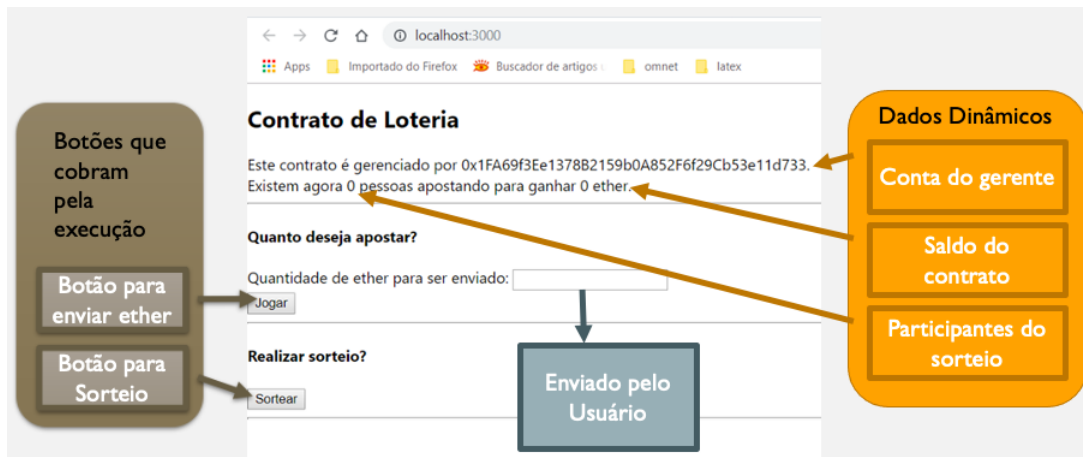 localhost:3000
Apps Importado do Firefox Buscador de artigos omnet latex
Contrato de Loteria
Este contrato é gerenciado por 0x1FA69f3Ee1378B2159b0A852F6f29Cb53e11d733.
Existem agora 0 pessoas apostando para ganhar 0 ether.
Quanto deseja apostar?
Quantidade de ether para ser enviado:
Jogar
Realizar sorteio?
Sortear
Botões que
cobram
pela
execução
Botão para
enviar ether
Botão para
Sorteio
Enviado pelo
Usuário
Dados Dinâmicos
Conta do gerente
Saldo do
contrato
Participantes do
sorteio